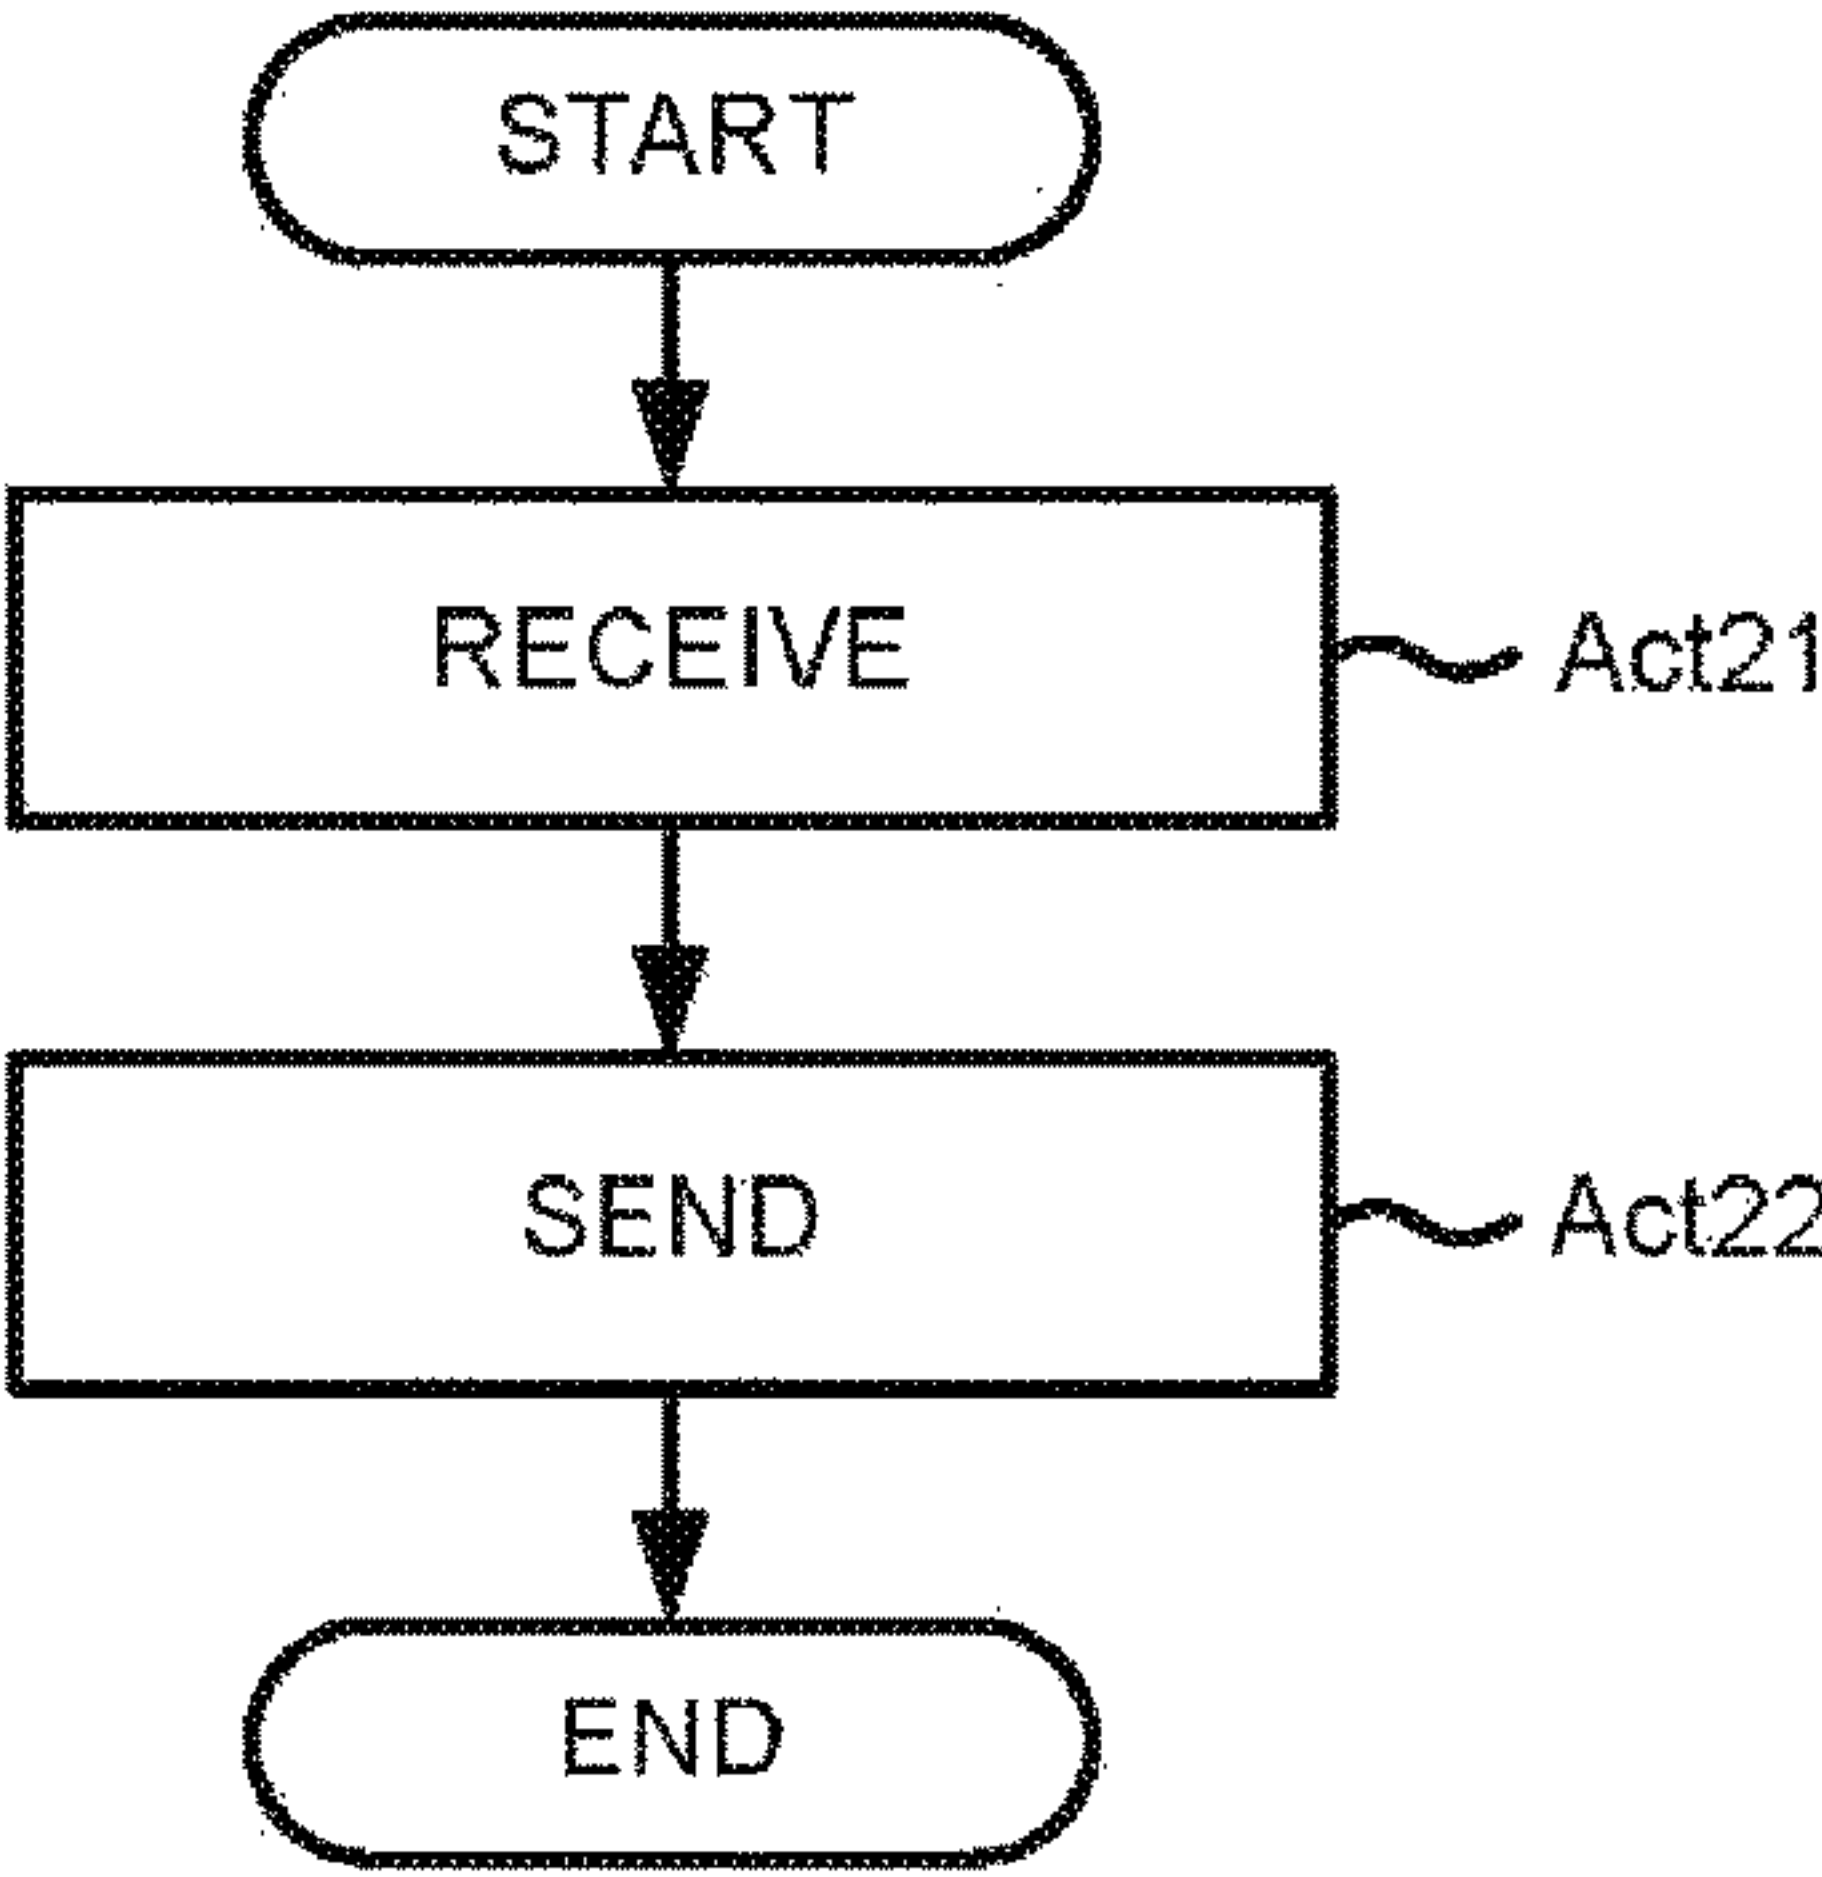 START
RECEIVE
Act21
SEND
Act22
END